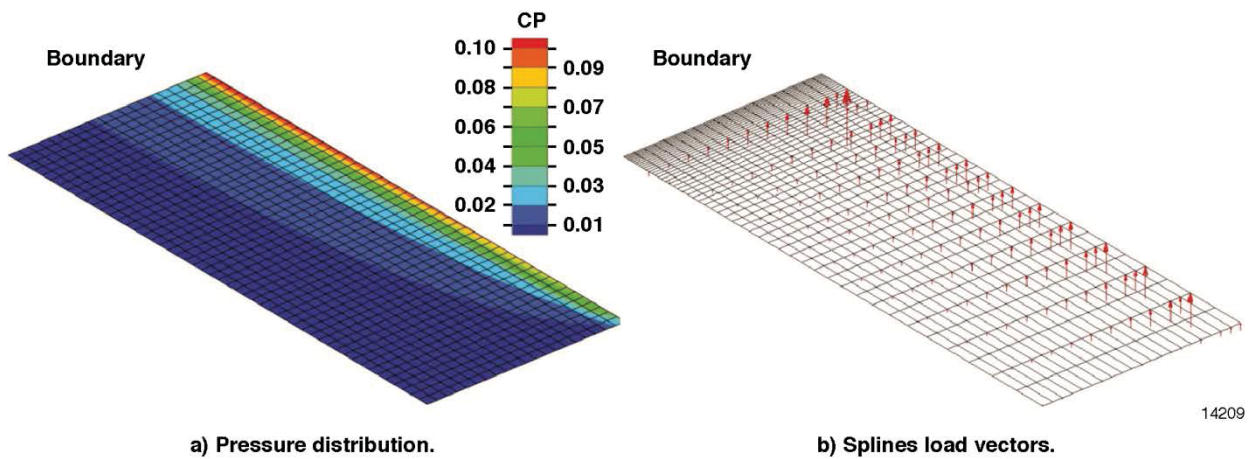 CP
Boundary
0.10
0.09
0.08
0.07
0.06
0.05
0.04
0.03
0.02
0.01
Boundary
14209
a) Pressure distribution.
b) Splines load vectors.